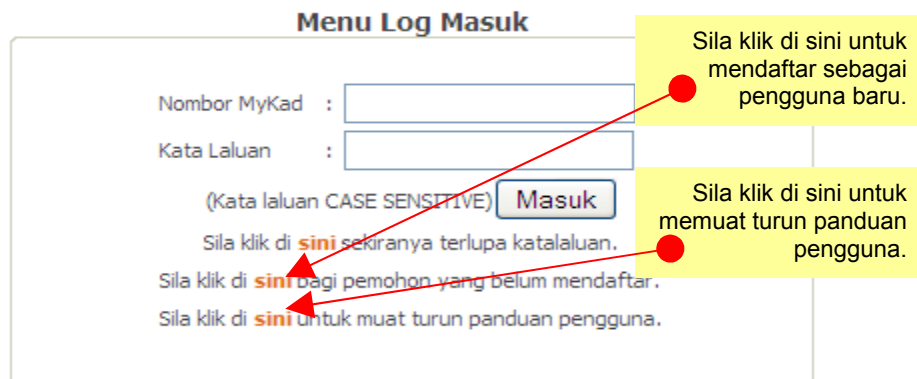 Menu Log Masuk
Sila klik di sini untuk
mendaftar sebagai
pengguna baru.
Nombor MyKad :
Kata Laluan :
(Kata laluan CASE SENSITIVE) Masuk
Sila klik di sini untuk
memuat turun panduan
pengguna.
Sila klik di sini sekiranya terlupa katalaluan.
Sila klik di sini bagi pemohon yang belum mendaftar.
Sila klik di sini untuk muat turun panduan pengguna.